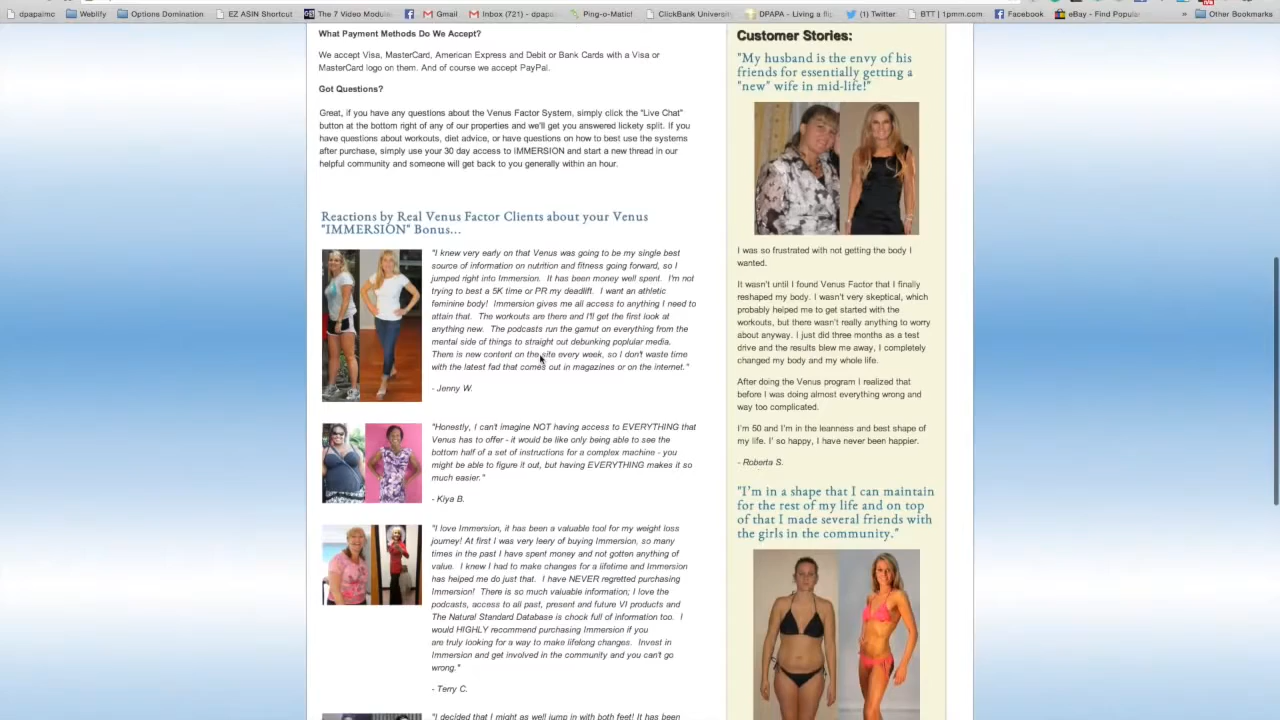 Shortly
Option Domination
EZ ASIN Shortcut
Inbox (721) - dpapa@
Ping-o-Matic!
Cookie
DPAPA - Living a life
(1) Twitter
BTT | 1pmm.com
Facebook
eBay - Find Popula
Other Bookmarks
What Payment Methods Do We Accept?
We accept Visa, MasterCard, American Express and Debit or Bank Cards with a Visa or
MasterCard logo on them. And of course we accept PayPal.
Got Questions?
Great, if you have any questions about the Venus Factor System, simply click the "Live Chat"
button at the bottom right of any of our properties and we'll get you answered lickety split. If you
have questions about workouts, diet advice, or have questions on how to best use the systems
after purchase, simply use your 30 day access to IMMERSION and start a new thread in our
helpful community and someone will get back to you generally within an hour.
Reactions by Real Venus Factor Clients about your Venus
"IMMERSION" Bonus...
"I knew very early on that Venus was going to be my single best
source of information on nutrition and fitness going forward, so I
jumped right into Immersion.  It has been money well spent.  I'm not
trying to best a 5K time or PR my deadlift.  I want an athletic
feminine body!  Immersion gives me all access to anything I need to
attain that.  The workouts are there and I'll get the first look at
anything new.  The podcasts run the gamut on everything from the
mental side of things to straight out debunking poplular media.
There is new content on the site every week, so I don't waste time
with the latest fad that comes out in magazines or on the internet."
- Jenny W.
"Honestly, I can't imagine NOT having access to EVERYTHING that
Venus has to offer - it would be like only being able to see the
bottom half of a set of instructions for a complex machine - you
might be able to figure it out, but having EVERYTHING makes it so
much easier."
- Kiya B.
"I love Immersion, it has been a valuable tool for my weight loss
journey! At first I was very leery of buying Immersion, so many
times in the past I have spent money and not gotten anything of
value.  I knew I had to make changes for a lifetime and Immersion
has helped me do just that.  I have NEVER regretted purchasing
Immersion!  There is so much valuable information; I love the
podcasts, access to all past, present and future VI products and
The Natural Standard Database is chock full of information too.  I
would HIGHLY recommend purchasing Immersion if you
are truly looking for a way to make lifelong changes.  Invest in
Immersion and get involved in the community and you can't go
wrong."
- Terry C.
"I decided that I might as well jump in with both feet! It has been
Customer Stories:
"My husband is the envy of his
friends for essentially getting a
"new" wife in mid-life!"
I was so frustrated with not getting the body I
wanted.
It wasn't until I found Venus Factor that I finally
reshaped my body. I wasn't very skeptical, which
probably helped me to get started with the
workouts, but there wasn't really anything to worry
about anyway. I just did three months as a test
drive and the results blew me away, I completely
changed my body and my whole life.
After doing the Venus program I realized that
before I was doing almost everything wrong and
way too complicated.
I'm 50 and I'm in the leanness and best shape of
my life. I' so happy, I have never been happier.
- Roberta S.
"I'm in a shape that I can maintain
for the rest of my life and on top
of that I made several friends with
the girls in the community."